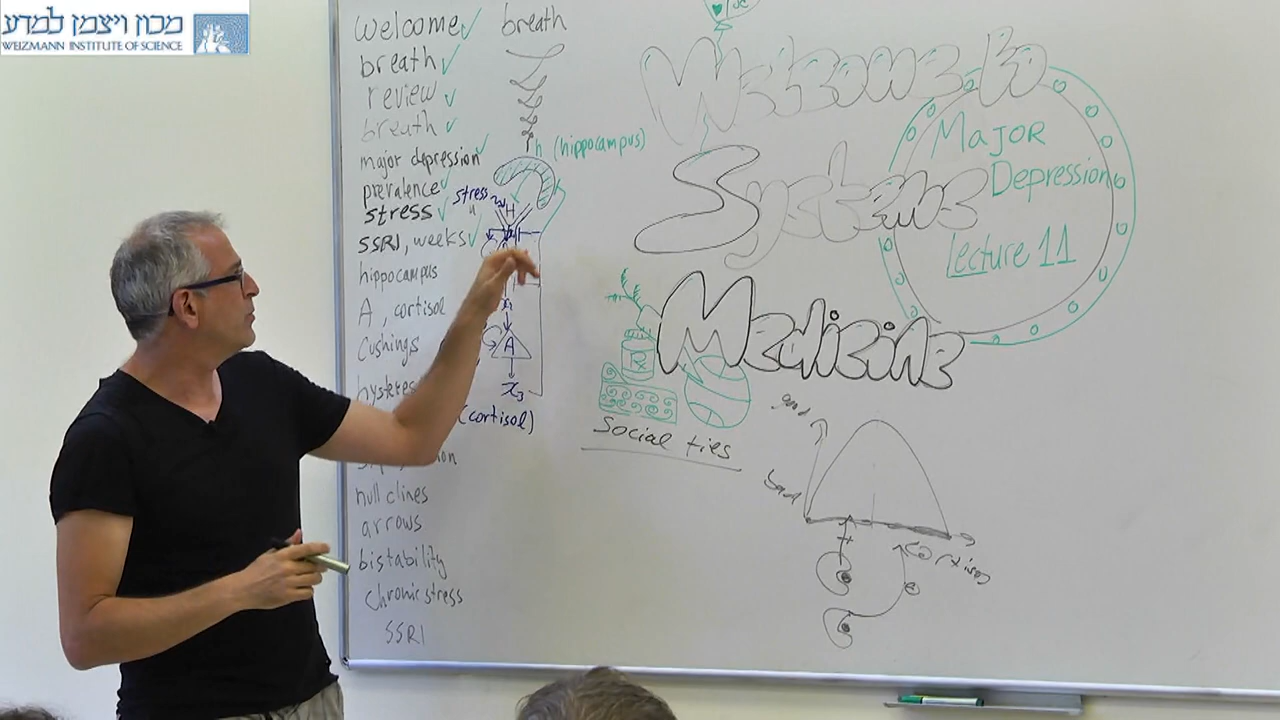 מכון ויצמן למדע
WEIZMANN INSTITUTE OF SCIENCE
welcome ✓
breath ✓
review ✓
breath ✓
major depression ✓
prevalence ✓
stress ✓
SSRI, weeks ✓
hippocampus
A, cortisol
Cushings
null clines
arrows
bistability
chronic stress
SSRI
breath
h (hippocampus)
stress
H
A
x3
(cortisol)
Welcome to
Systems
Medicine
Major
Depression
Lecture 11
Rx
Social ties
good
bad
cortisol